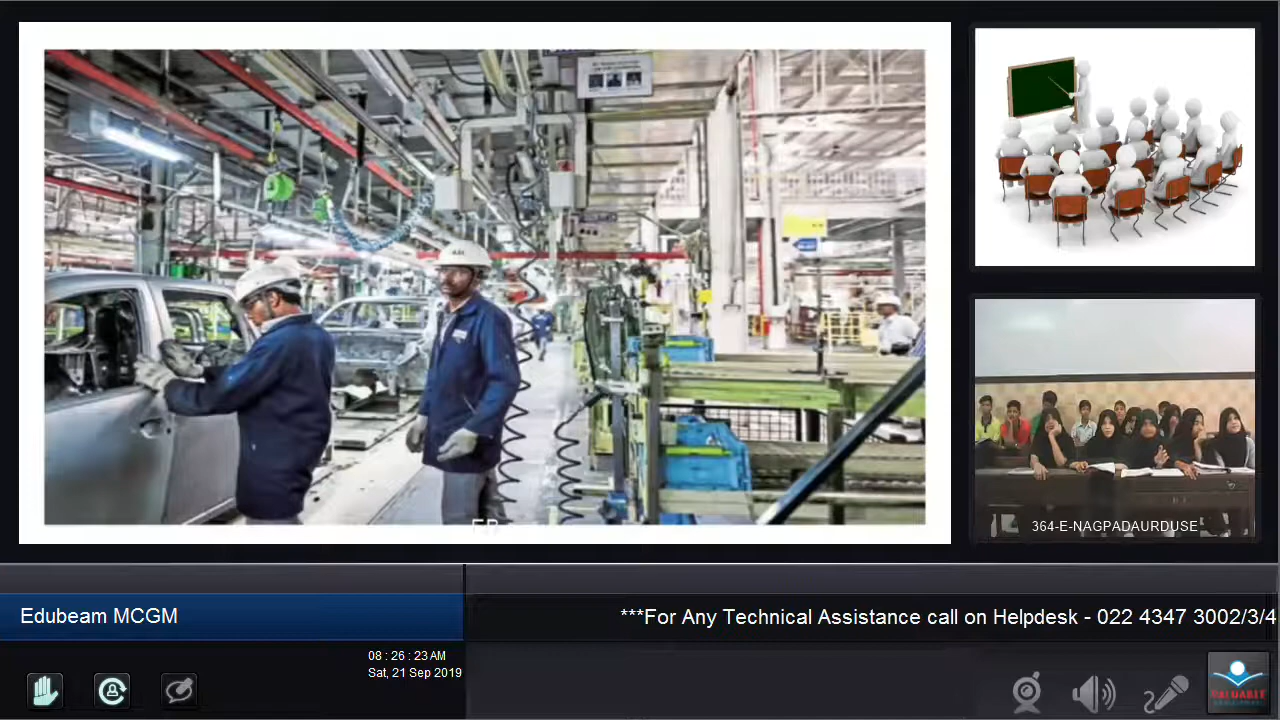 364-E-NAGPADAURDUSE
Edubeam MCGM
***For Any Technical Assistance call on Helpdesk - 022 4347 3002/3/4
08 : 26 : 23 AM
Sat, 21 Sep 2019